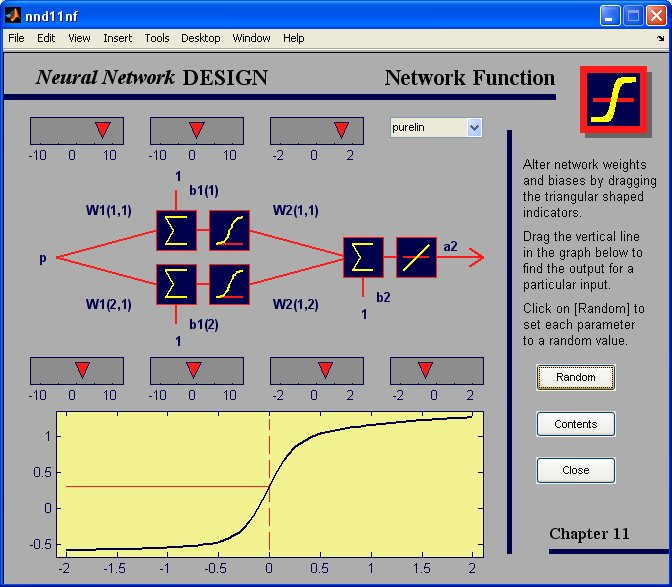 nnd11nf
File Edit View Insert Tools Desktop Window Help
Neural Network DESIGN Network Function
-10 0 10 -10 0 10 -2 0 2
purelin
1
b1(1)
W1(1,1) W2(1,1)
p
a2
W1(2,1) W2(1,2)
b2
b1(2)
1
1
-10 0 10 -10 0 10 -2 0 2 -2 0 2
1
0.5
0
-0.5
-2 -1.5 -1 -0.5 0 0.5 1 1.5 2
Alter network weights
and biases by dragging
the triangular shaped
indicators.
Drag the vertical line
in the graph below to
find the output for a
particular input.
Click on [Random] to
set each parameter
to a random value.
Random
Contents
Close
Chapter 11